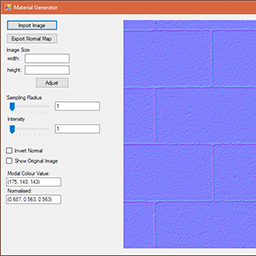 Material Generator
Import Image
Export Normal Map
Image Size
width:
height:
Adjust
Sampling Radius
1
Intensity
1
Invert Normal
Show Original Image
Modal Colour Value:
(175, 143, 143)
Normalised:
(0.687, 0.563, 0.563)